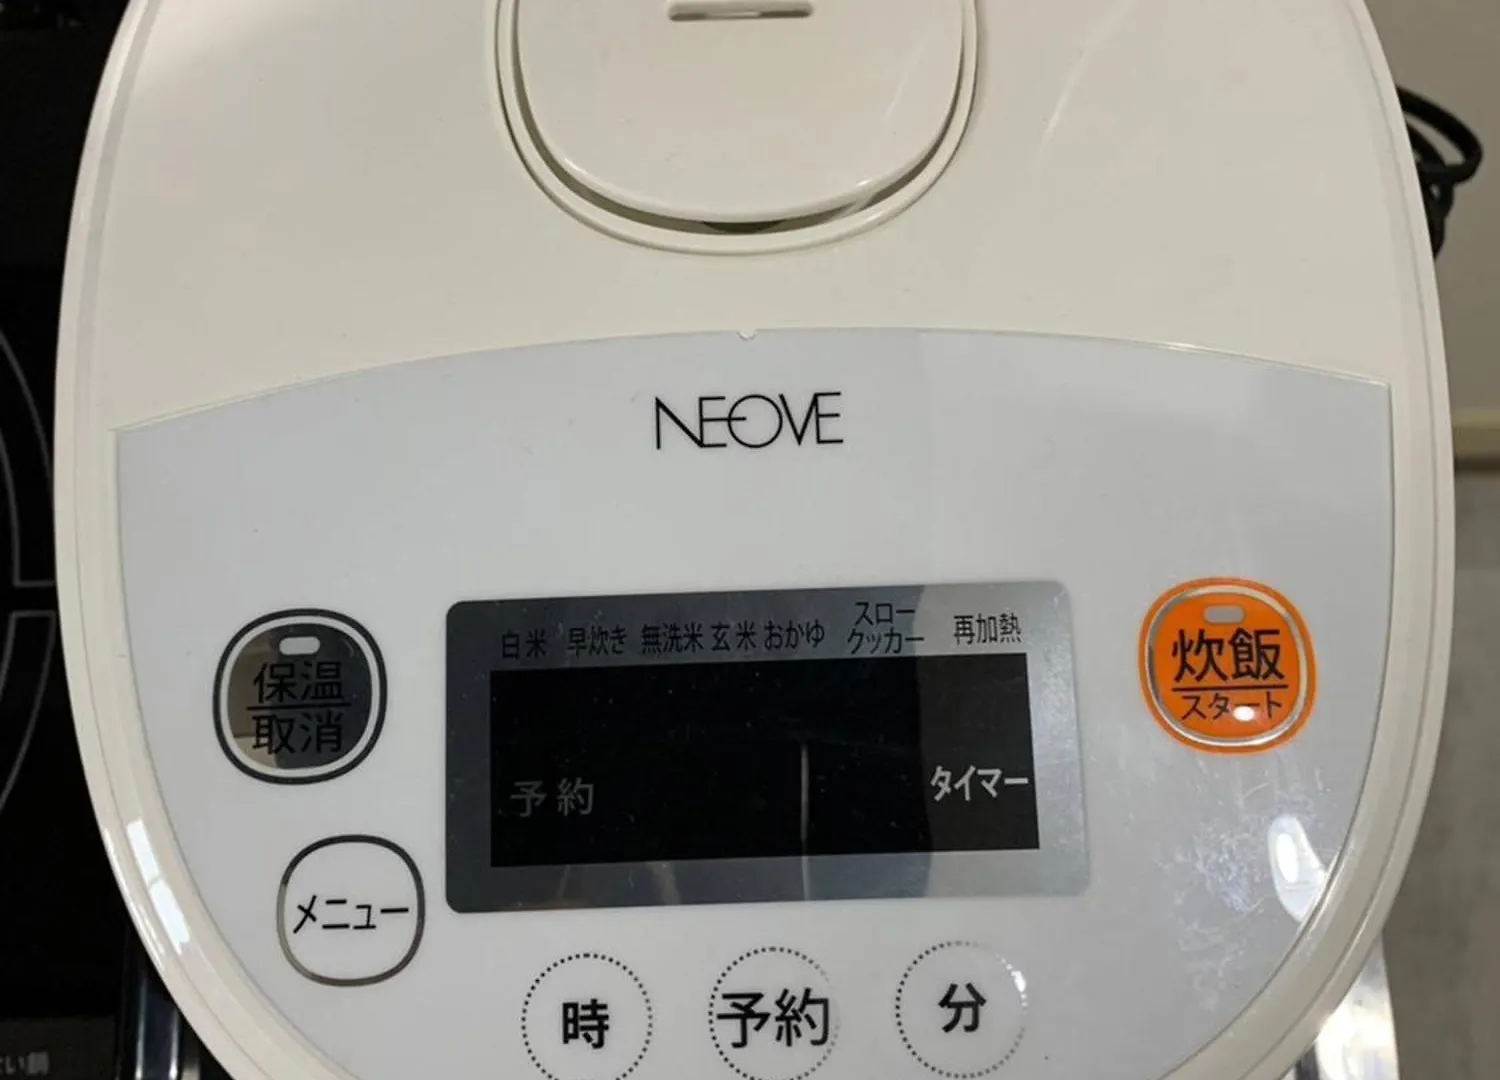 NEOVE
白米 早炊き 無洗米 玄米 おかゆ スロー
クッカー 再加熱
保温
取消
炊飯
スタート
予約
タイマー
メニュー
時
予約
分
い鍋